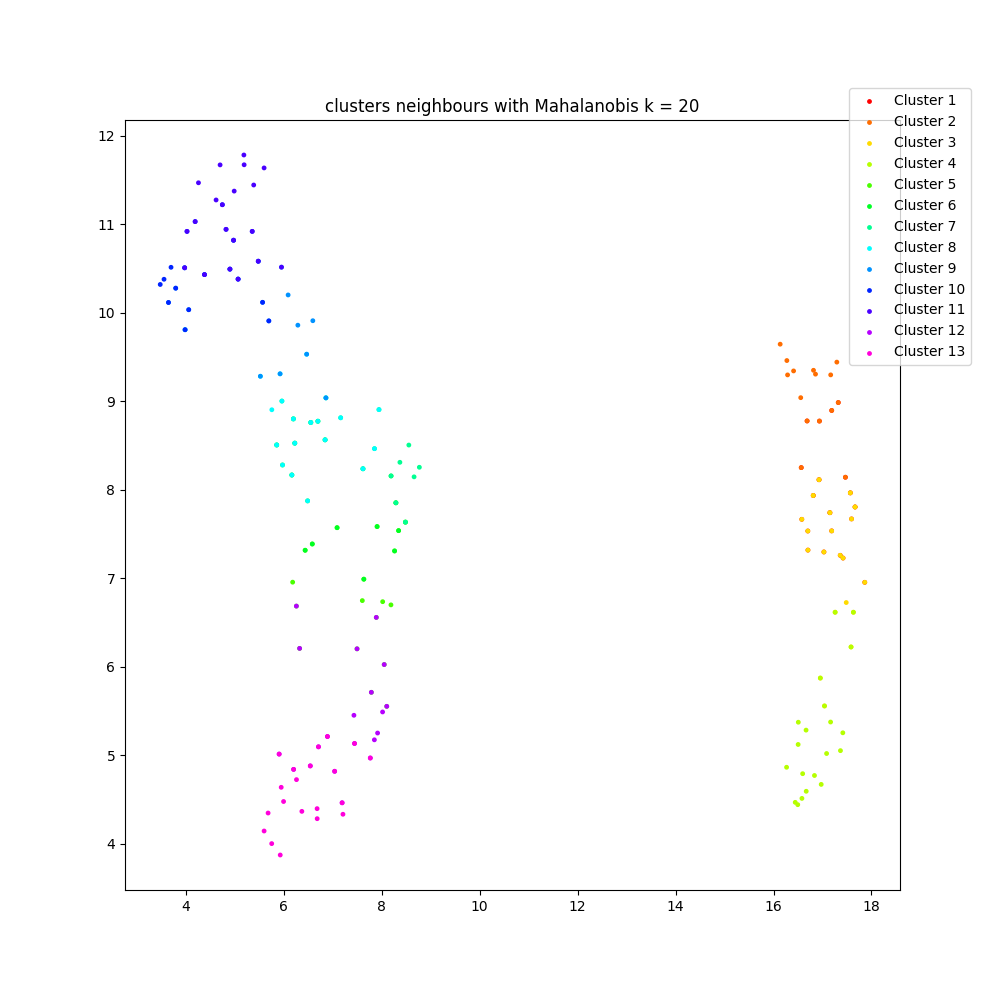 clusters neighbours with Mahalanobis k = 20
Cluster 1
Cluster 2
Cluster 3
Cluster 4
Cluster 5
Cluster 6
Cluster 7
Cluster 8
Cluster 9
Cluster 10
Cluster 11
Cluster 12
Cluster 13
12
11
10
9
8
7
6
5
4
4 6 8 10 12 14 16 18